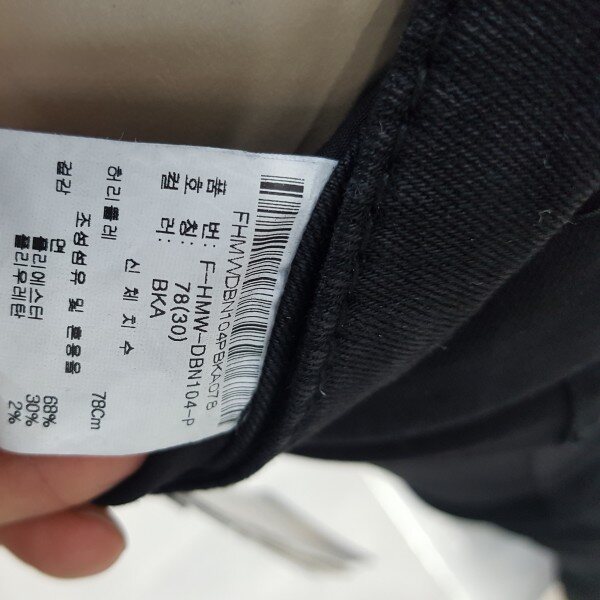 FHMWDBN104PBKA078
품 번: F-HMW-DBN104-P
호 칭: 78(30)
컬 러: BKA
신체치수
허리둘레 78Cm
조성섬유 및 혼용율
겉감
면 68%
폴리에스터 30%
폴리우레탄 2%